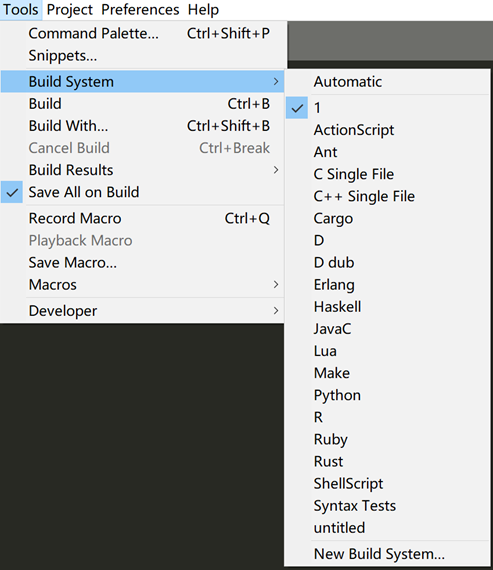 Tools Project Preferences Help
Command Palette... Ctrl+Shift+P
Snippets...
Build System
Build Ctrl+B
Build With... Ctrl+Shift+B
Cancel Build Ctrl+Break
Build Results
Save All on Build
Record Macro Ctrl+Q
Playback Macro
Save Macro...
Macros
Developer
Automatic
1
ActionScript
Ant
C Single File
C++ Single File
Cargo
D
D dub
Erlang
Haskell
JavaC
Lua
Make
Python
R
Ruby
Rust
ShellScript
Syntax Tests
untitled
New Build System...